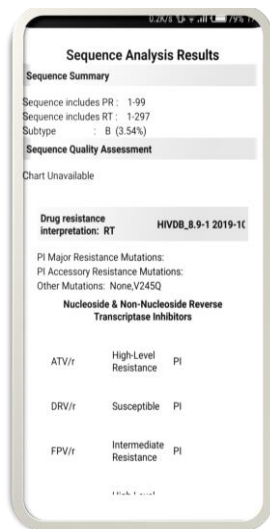 Sequence Analysis Results
Sequence Summary
Sequence includes PR : 1-99
Sequence includes RT : 1-297
Subtype : B (3.54%)
Sequence Quality Assessment
Chart Unavailable
Drug resistance
interpretation: RT
HIVDB_8.9-1 2019-10
PI Major Resistance Mutations:
PI Accessory Resistance Mutations:
Other Mutations: None,V245Q
Nucleoside & Non-Nucleoside Reverse
Transcriptase Inhibitors
ATV/r High-Level Resistance PI
DRV/r Susceptible PI
FPV/r Intermediate Resistance PI